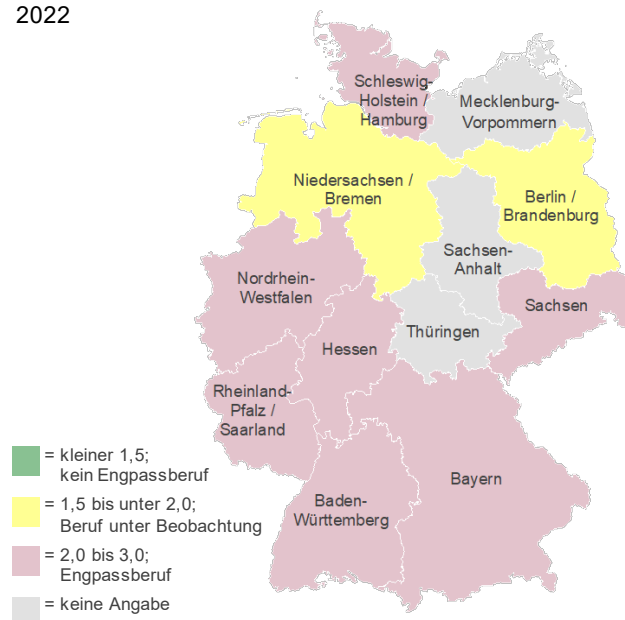 2022
Schleswig-
Holstein /
Hamburg
Mecklenburg-
Vorpommern
Niedersachsen /
Bremen
Berlin /
Brandenburg
Sachsen-
Anhalt
Nordrhein-
Westfalen
Sachsen
Thüringen
Hessen
Rheinland-
Pfalz /
Saarland
Bayern
Baden-
Württemberg
= kleiner 1,5;
kein Engpassberuf
= 1,5 bis unter 2,0;
Beruf unter Beobachtung
= 2,0 bis 3,0;
Engpassberuf
= keine Angabe